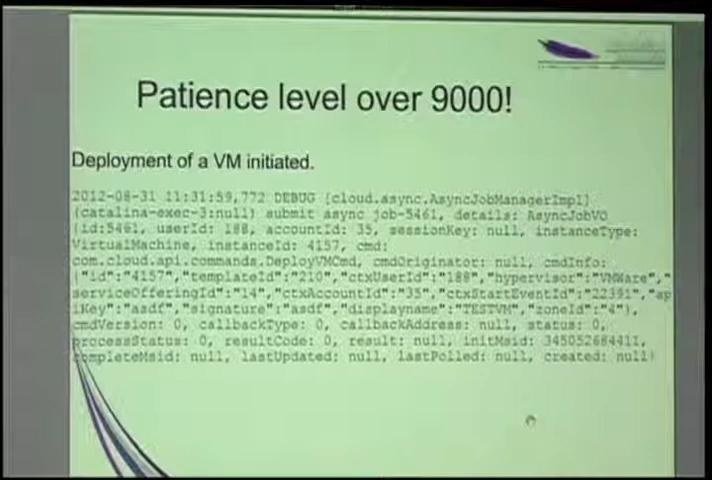 Patience level over 9000!
Deployment of a VM initiated.
2012-08-31 11:31:59,772 DEBUG [cloud.async.AsyncJobManagerImpl]
(catalina-exec-3:null) submit async job-5461, details: AsyncJobVO
{id:5461, userId: 188, accountId: 35, sessionKey: null, instanceType:
VirtualMachine, instanceId: 4157, cmd:
com.cloud.api.commands.DeployVMCmd, cmdOriginator: null, cmdInfo:
{"id":"4157","templateId":"210","ctxUserId":"188","hypervisor":"VMWare","
serviceOfferingId":"14","ctxAccountId":"35","ctxStartEventId":"22391","ap
iKey":"asdf","signature":"asdf","displayname":"TESTVM","zoneId":"4"},
cmdVersion: 0, callbackType: 0, callbackAddress: null, status: 0,
processStatus: 0, resultCode: 0, result: null, initMsid: 345052684411,
completeMsid: null, lastUpdated: null, lastPolled: null, created: null}